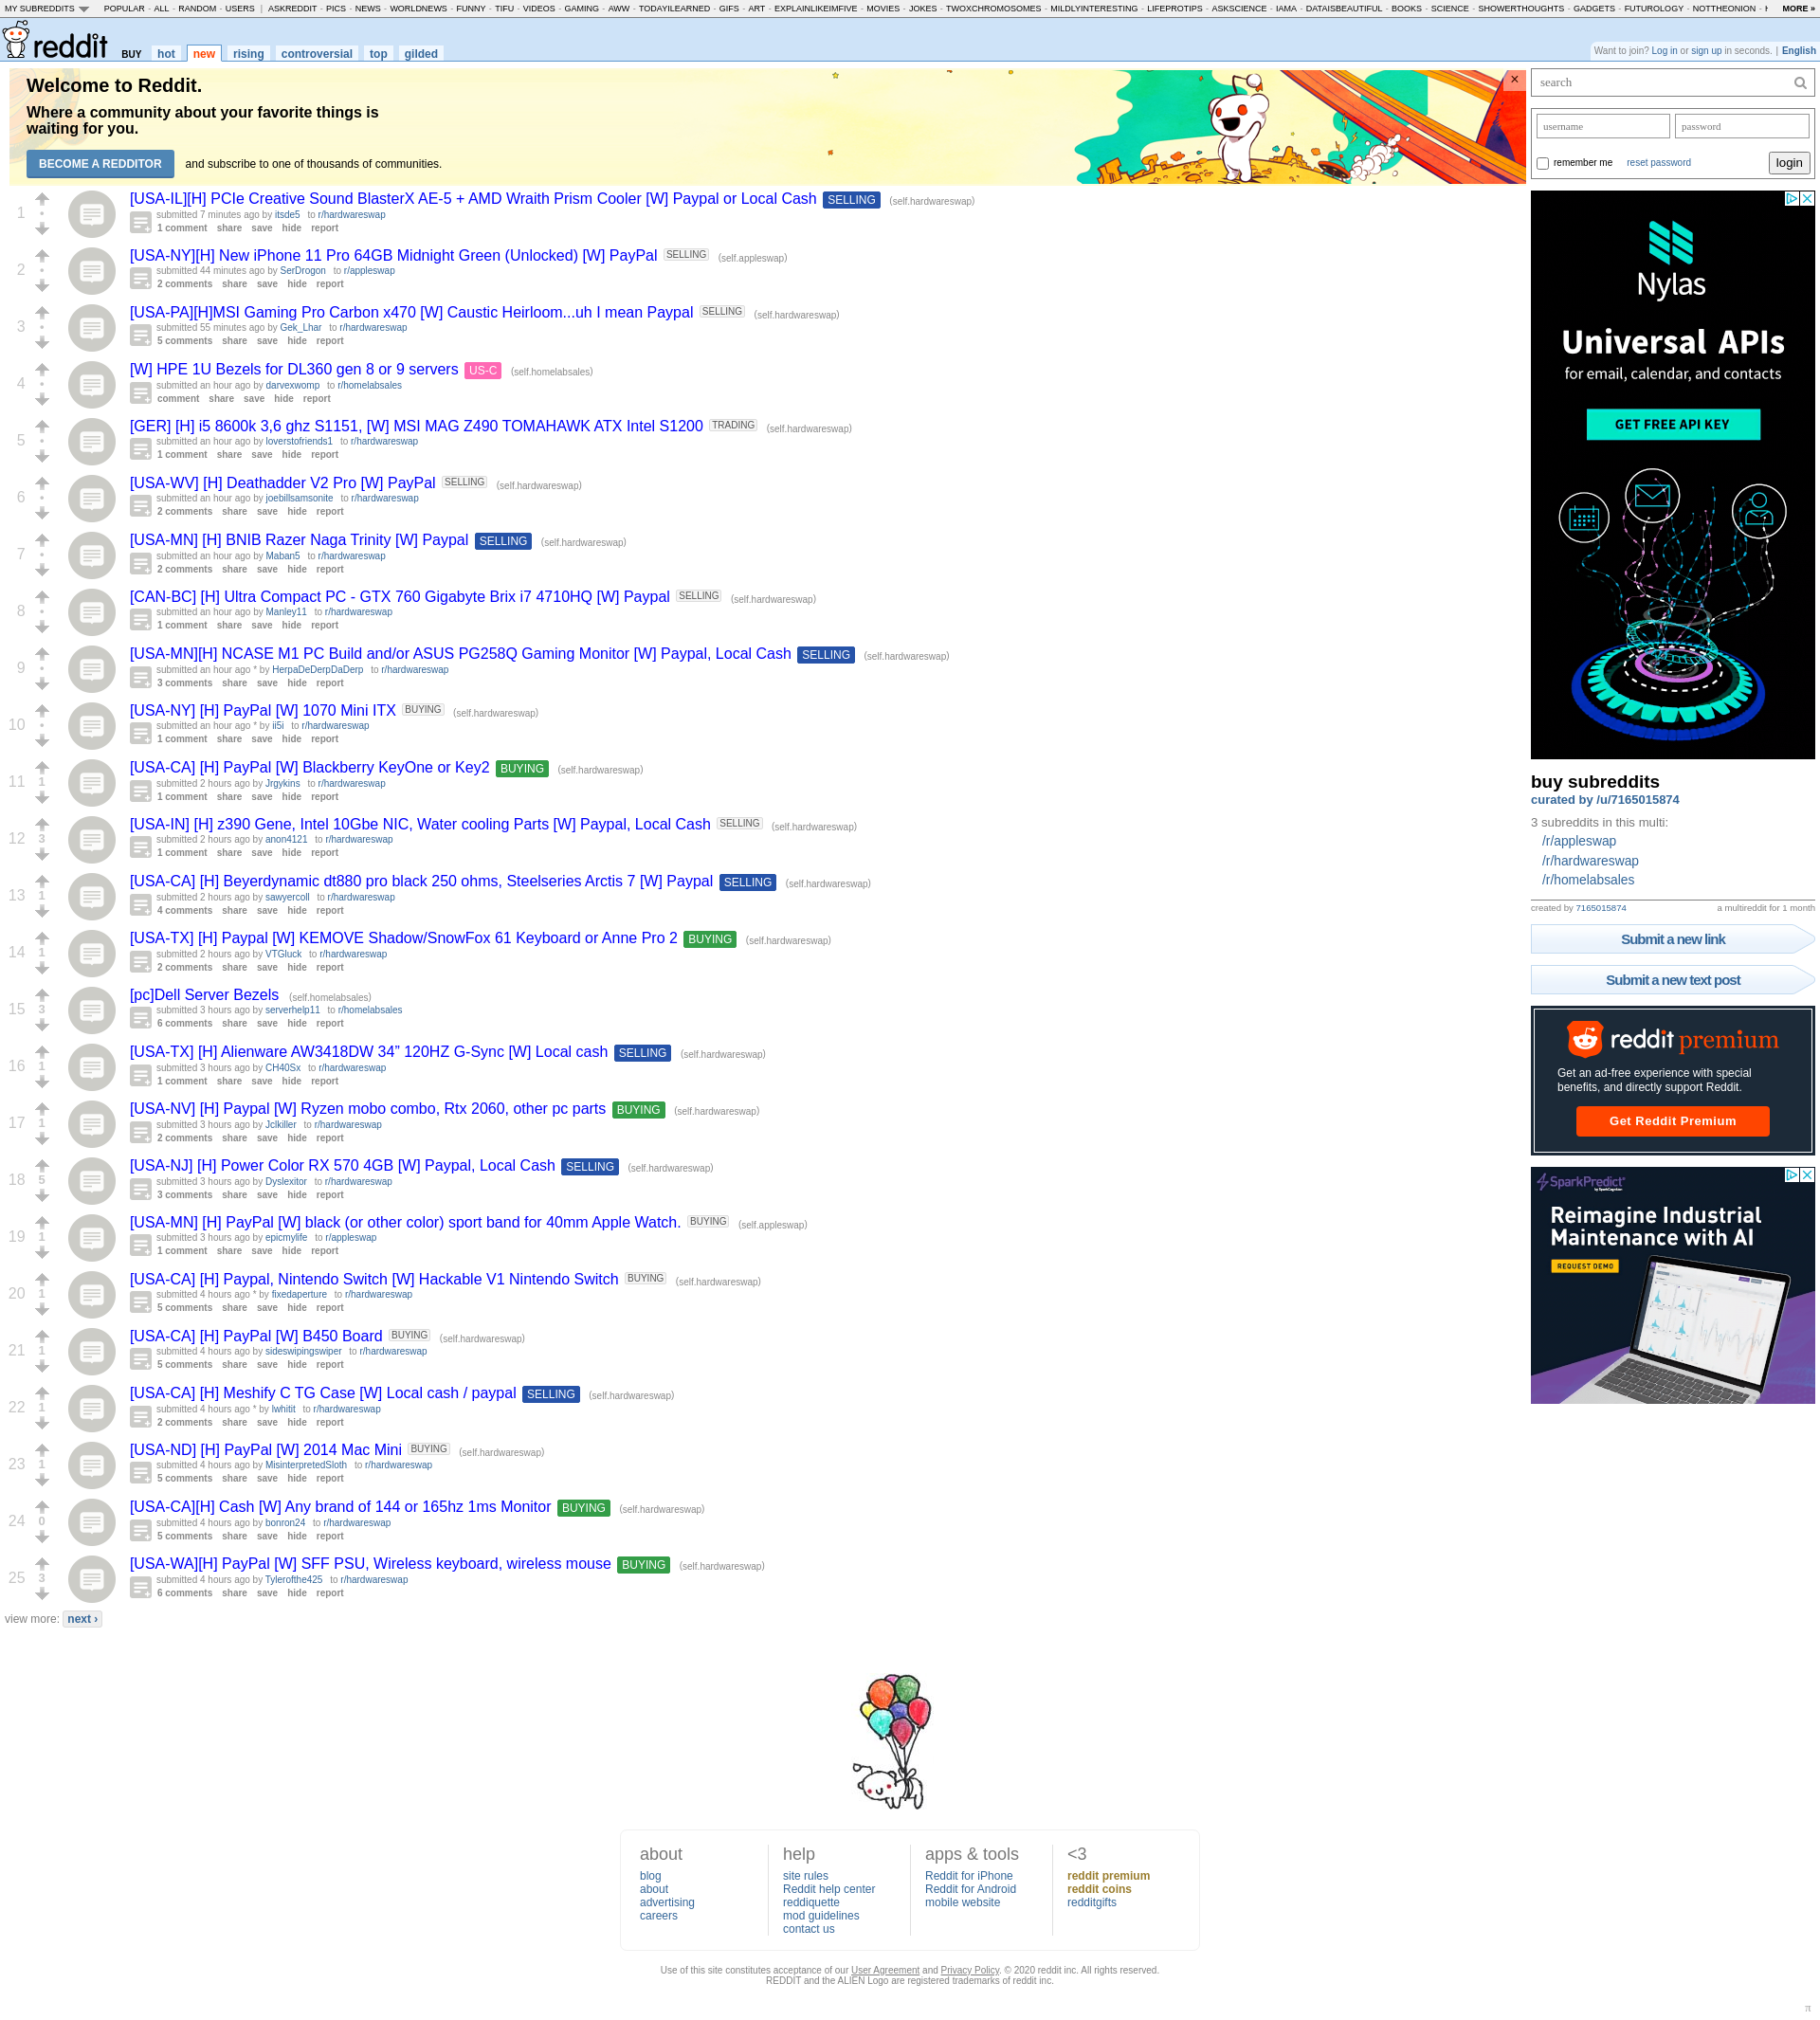 MY SUBREDDITS POPULAR - ALL - RANDOM - USERS | ASKREDDIT - PICS - NEWS - WORLDNEWS - FUNNY - TIFU - VIDEOS - GAMING - AWW - TODAYILEARNED - GIFS - ART - EXPLAINLIKEIMFIVE - MOVIES - JOKES - TWOXCHROMOSOMES - MILDLYINTERESTING - LIFEPROTIPS - ASKSCIENCE - IAMA - DATAISBEAUTIFUL - BOOKS - SCIENCE - SHOWERTHOUGHTS - GADGETS - FUTUROLOGY - NOTTHEONION - MORE »
reddit BUY hot new rising controversial top gilded
Want to join? Log in or sign up in seconds. | English
Welcome to Reddit.
Where a community about your favorite things is
waiting for you.
BECOME A REDDITOR and subscribe to one of thousands of communities.
×
1
[USA-IL][H] PCIe Creative Sound BlasterX AE-5 + AMD Wraith Prism Cooler [W] Paypal or Local Cash SELLING (self.hardwareswap)
submitted 7 minutes ago by itsde5 to r/hardwareswap
1 comment share save hide report
2
[USA-NY][H] New iPhone 11 Pro 64GB Midnight Green (Unlocked) [W] PayPal SELLING (self.appleswap)
submitted 44 minutes ago by SerDrogon to r/appleswap
2 comments share save hide report
3
[USA-PA][H]MSI Gaming Pro Carbon x470 [W] Caustic Heirloom...uh I mean Paypal SELLING (self.hardwareswap)
submitted 55 minutes ago by Gek_Lhar to r/hardwareswap
5 comments share save hide report
4
[W] HPE 1U Bezels for DL360 gen 8 or 9 servers US-C (self.homelabsales)
submitted an hour ago by darvexwomp to r/homelabsales
comment share save hide report
5
[GER] [H] i5 8600k 3,6 ghz S1151, [W] MSI MAG Z490 TOMAHAWK ATX Intel S1200 TRADING (self.hardwareswap)
submitted an hour ago by loverstofriends1 to r/hardwareswap
1 comment share save hide report
6
[USA-WV] [H] Deathadder V2 Pro [W] PayPal SELLING (self.hardwareswap)
submitted an hour ago by joebillsamsonite to r/hardwareswap
2 comments share save hide report
7
[USA-MN] [H] BNIB Razer Naga Trinity [W] Paypal SELLING (self.hardwareswap)
submitted an hour ago by Maban5 to r/hardwareswap
2 comments share save hide report
8
[CAN-BC] [H] Ultra Compact PC - GTX 760 Gigabyte Brix i7 4710HQ [W] Paypal SELLING (self.hardwareswap)
submitted an hour ago by Manley11 to r/hardwareswap
1 comment share save hide report
9
[USA-MN][H] NCASE M1 PC Build and/or ASUS PG258Q Gaming Monitor [W] Paypal, Local Cash SELLING (self.hardwareswap)
submitted an hour ago * by HerpaDeDerpDaDerp to r/hardwareswap
3 comments share save hide report
10
[USA-NY] [H] PayPal [W] 1070 Mini ITX BUYING (self.hardwareswap)
submitted an hour ago * by ii5i to r/hardwareswap
1 comment share save hide report
11 1
[USA-CA] [H] PayPal [W] Blackberry KeyOne or Key2 BUYING (self.hardwareswap)
submitted 2 hours ago by Jrgykins to r/hardwareswap
1 comment share save hide report
12 3
[USA-IN] [H] z390 Gene, Intel 10Gbe NIC, Water cooling Parts [W] Paypal, Local Cash SELLING (self.hardwareswap)
submitted 2 hours ago by anon4121 to r/hardwareswap
1 comment share save hide report
13 1
[USA-CA] [H] Beyerdynamic dt880 pro black 250 ohms, Steelseries Arctis 7 [W] Paypal SELLING (self.hardwareswap)
submitted 2 hours ago by sawyercoll to r/hardwareswap
4 comments share save hide report
14 1
[USA-TX] [H] Paypal [W] KEMOVE Shadow/SnowFox 61 Keyboard or Anne Pro 2 BUYING (self.hardwareswap)
submitted 2 hours ago by VTGluck to r/hardwareswap
2 comments share save hide report
15 3
[pc]Dell Server Bezels (self.homelabsales)
submitted 3 hours ago by serverhelp11 to r/homelabsales
6 comments share save hide report
16 1
[USA-TX] [H] Alienware AW3418DW 34” 120HZ G-Sync [W] Local cash SELLING (self.hardwareswap)
submitted 3 hours ago by CH40Sx to r/hardwareswap
1 comment share save hide report
17 1
[USA-NV] [H] Paypal [W] Ryzen mobo combo, Rtx 2060, other pc parts BUYING (self.hardwareswap)
submitted 3 hours ago by Jclkiller to r/hardwareswap
2 comments share save hide report
18 5
[USA-NJ] [H] Power Color RX 570 4GB [W] Paypal, Local Cash SELLING (self.hardwareswap)
submitted 3 hours ago by Dyslexitor to r/hardwareswap
3 comments share save hide report
19 1
[USA-MN] [H] PayPal [W] black (or other color) sport band for 40mm Apple Watch. BUYING (self.appleswap)
submitted 3 hours ago by epicmylife to r/appleswap
1 comment share save hide report
20 1
[USA-CA] [H] Paypal, Nintendo Switch [W] Hackable V1 Nintendo Switch BUYING (self.hardwareswap)
submitted 4 hours ago * by fixedaperture to r/hardwareswap
5 comments share save hide report
21 1
[USA-CA] [H] PayPal [W] B450 Board BUYING (self.hardwareswap)
submitted 4 hours ago by sideswipingswiper to r/hardwareswap
5 comments share save hide report
22 1
[USA-CA] [H] Meshify C TG Case [W] Local cash / paypal SELLING (self.hardwareswap)
submitted 4 hours ago * by lwhitit to r/hardwareswap
2 comments share save hide report
23 1
[USA-ND] [H] PayPal [W] 2014 Mac Mini BUYING (self.hardwareswap)
submitted 4 hours ago by MisinterpretedSloth to r/hardwareswap
5 comments share save hide report
24 0
[USA-CA][H] Cash [W] Any brand of 144 or 165hz 1ms Monitor BUYING (self.hardwareswap)
submitted 4 hours ago by bonron24 to r/hardwareswap
5 comments share save hide report
25 3
[USA-WA][H] PayPal [W] SFF PSU, Wireless keyboard, wireless mouse BUYING (self.hardwareswap)
submitted 4 hours ago by Tylerofthe425 to r/hardwareswap
6 comments share save hide report
view more: next ›
search
username password
remember me reset password login
Nylas
Universal APIs
for email, calendar, and contacts
GET FREE API KEY
buy subreddits
curated by /u/7165015874
3 subreddits in this multi:
/r/appleswap
/r/hardwareswap
/r/homelabsales
created by 7165015874 a multireddit for 1 month
Submit a new link
Submit a new text post
reddit premium
Get an ad-free experience with special
benefits, and directly support Reddit.
Get Reddit Premium
SparkPredict
by SparkCognition
Reimagine Industrial
Maintenance with AI
REQUEST DEMO
about
blog
about
advertising
careers
help
site rules
Reddit help center
reddiquette
mod guidelines
contact us
apps & tools
Reddit for iPhone
Reddit for Android
mobile website
<3
reddit premium
reddit coins
redditgifts
Use of this site constitutes acceptance of our User Agreement and Privacy Policy. © 2020 reddit inc. All rights reserved.
REDDIT and the ALIEN Logo are registered trademarks of reddit inc.
π